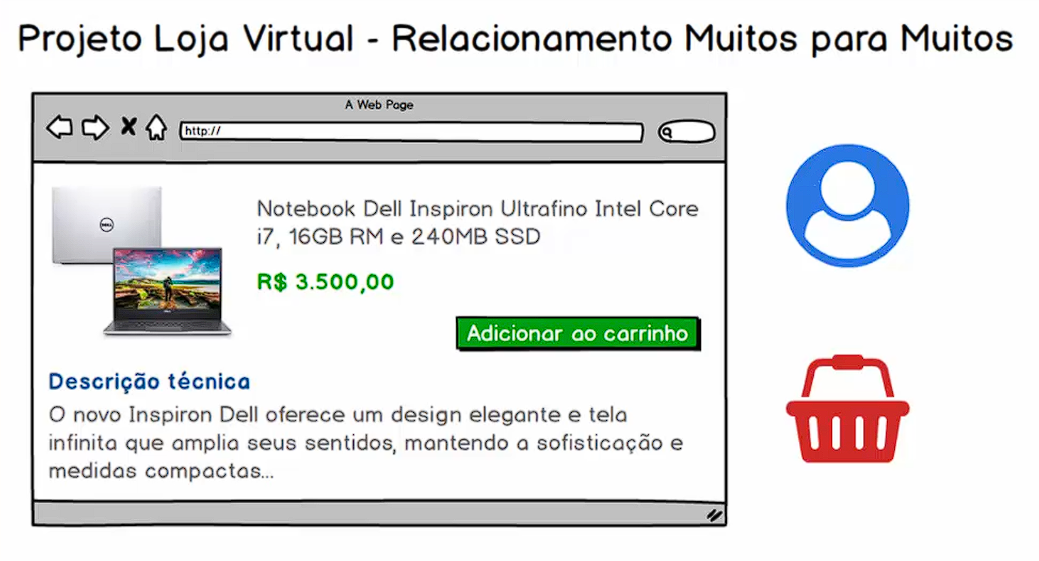 Projeto Loja Virtual - Relacionamento Muitos para Muitos
A Web Page
http://
DELL
Notebook Dell Inspiron Ultrafino Intel Core
i7, 16GB RM e 240MB SSD
R$ 3.500,00
Adicionar ao carrinho
Descrição técnica
O novo Inspiron Dell oferece um design elegante e tela
infinita que amplia seus sentidos, mantendo a sofisticação e
medidas compactas...